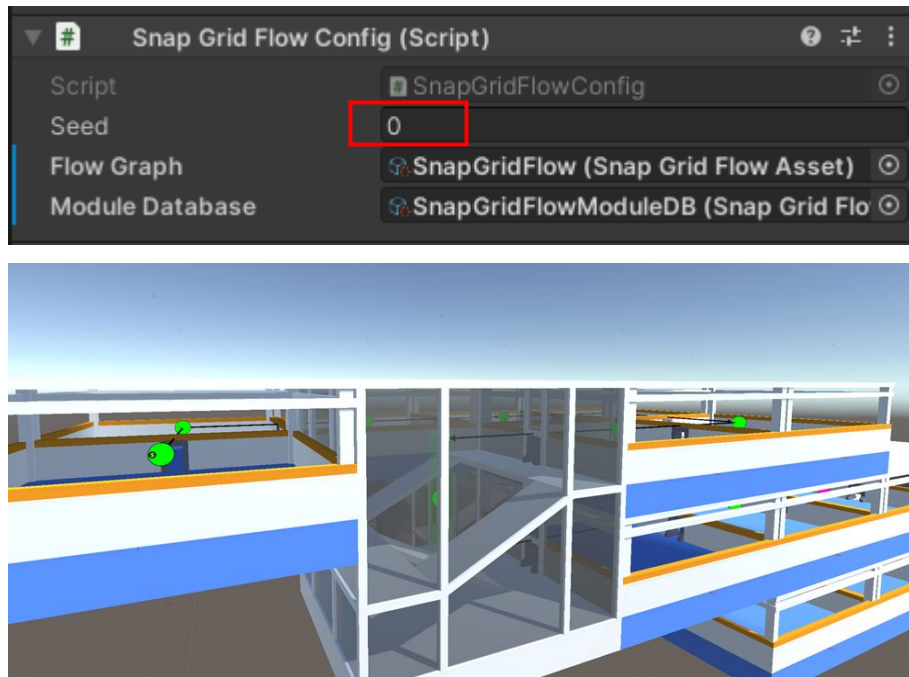 Snap Grid Flow Config (Script)
Script SnapGridFlowConfig
Seed 0
Flow Graph SnapGridFlow (Snap Grid Flow Asset)
Module Database SnapGridFlowModuleDB (Snap Grid Flo